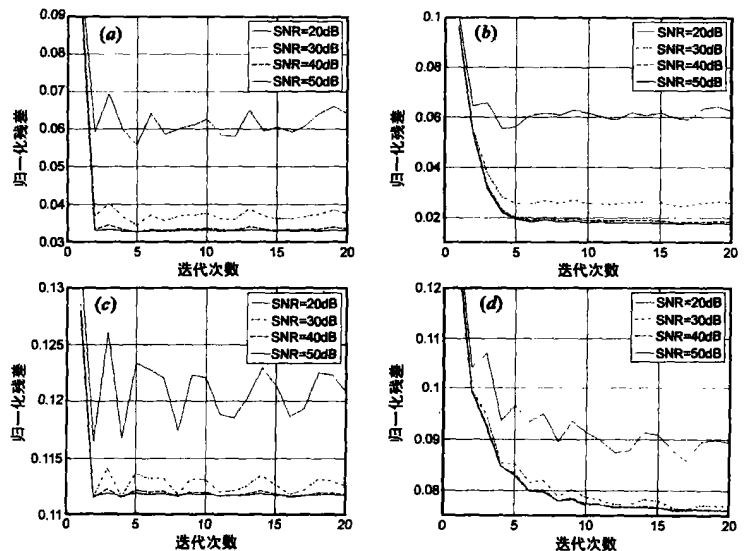 (a)
SNR=20dB
SNR=30dB
SNR=40dB
SNR=50dB
0.09
0.08
0.07
0.06
0.05
0.04
0.03
归一化残差
0 5 10 15 20
迭代次数
(b)
SNR=20dB
SNR=30dB
SNR=40dB
SNR=50dB
0.1
0.08
0.06
0.04
0.02
归一化残差
0 5 10 15 20
迭代次数
(c)
SNR=20dB
SNR=30dB
SNR=40dB
SNR=50dB
0.13
0.125
0.12
0.115
0.11
归一化残差
0 5 10 15 20
迭代次数
(d)
SNR=20dB
SNR=30dB
SNR=40dB
SNR=50dB
0.12
0.11
0.1
0.09
0.08
归一化残差
0 5 10 15 20
迭代次数